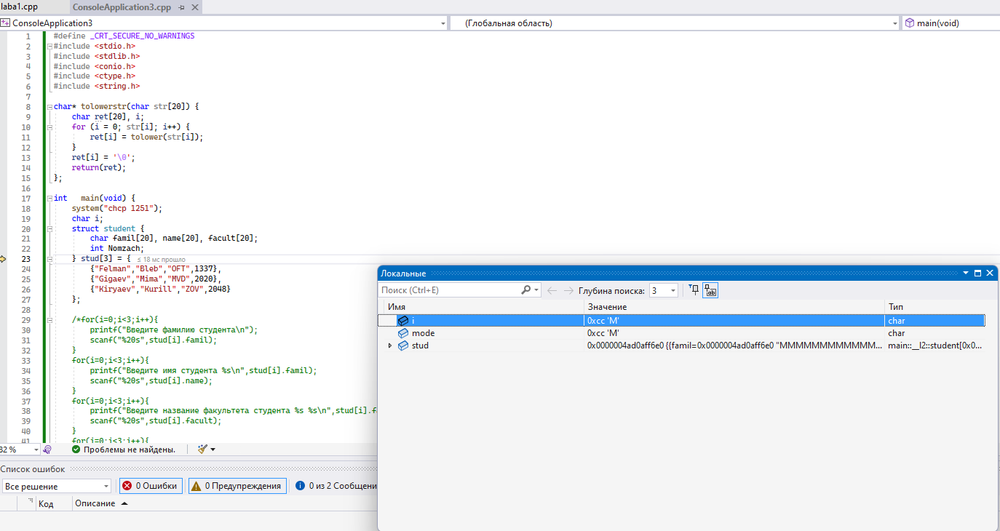 laba1.cpp
ConsoleApplication3.cpp
ConsoleApplication3
(Глобальная область)
main(void)
1 #define _CRT_SECURE_NO_WARNINGS
2 #include <stdio.h>
3 #include <stdlib.h>
4 #include <conio.h>
5 #include <ctype.h>
6 #include <string.h>
7
8 char* tolowerstr(char str[20]) {
9 char ret[20], i;
10 for (i = 0; str[i]; i++) {
11 ret[i] = tolower(str[i]);
12 }
13 ret[i] = '\0';
14 return(ret);
15 };
16
17 int main(void) {
18 system("chcp 1251");
19 char i;
20 struct student {
21 char famil[20], name[20], facult[20];
22 int Nomzach;
23 } stud[3] = { ≤ 18 мс прошло
24 {"Felman","Bleb","OFT",1337},
25 {"Gigaev","Mima","MVD",2020},
26 {"Kiryaev","Kurill","ZOV",2048}
27 };
28
29 /*for(i=0;i<3;i++){
30 printf("Введите фамилию студента\n");
31 scanf("%20s",stud[i].famil);
32 }
33 for(i=0;i<3;i++){
34 printf("Введите имя студента %s\n",stud[i].famil);
35 scanf("%20s",stud[i].name);
36 }
37 for(i=0;i<3;i++){
38 printf("Введите название факультета студента %s %s\n",stud[i].f
39 scanf("%20s",stud[i].facult);
40 }
41 for(i=0;i<3;i++){
Локальные
Поиск (Ctrl+E)
Глубина поиска: 3
Имя Значение Тип
i 0xcc 'M' char
mode 0xcc 'M' char
stud 0x0000004ad0aff6e0 {{famil=0x0000004ad0aff6e0 "MMMMMMMMMMMM... main::__l2::student[0x0...
82 % Проблемы не найдены.
Список ошибок
Все решение 0 Ошибки 0 Предупреждения 0 из 2 Сообщени
Код Описание